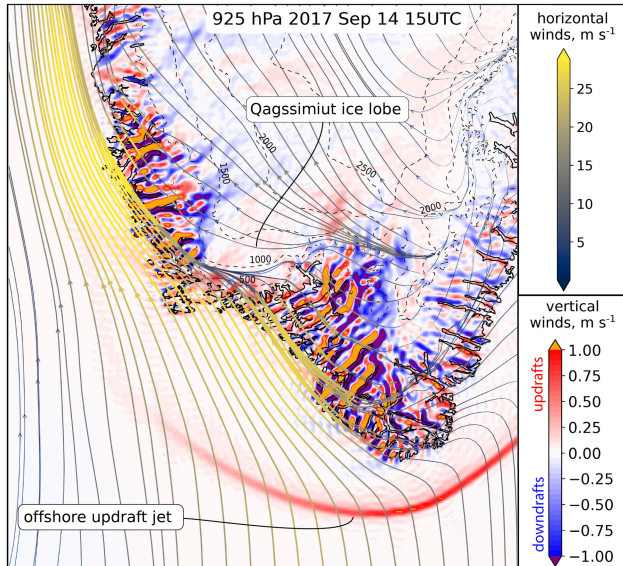 925 hPa 2017 Sep 14 15UTC
Qagssimiut ice lobe
2000
1500
2500
2000
1000
500
offshore updraft jet
horizontal
winds, m s⁻¹
25
20
15
10
5
vertical
winds, m s⁻¹
updrafts
downdrafts
1.00
0.75
0.50
0.25
0.00
−0.25
−0.50
−0.75
−1.00